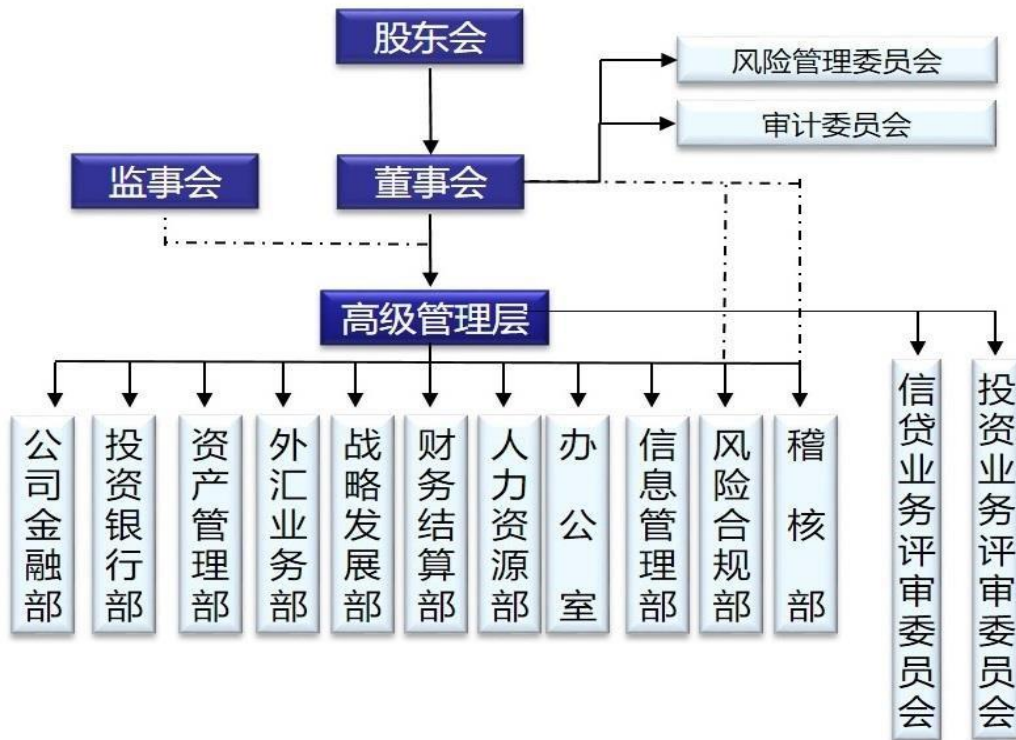 股东会
风险管理委员会
审计委员会
监事会
董事会
高级管理层
公司金融部
投资银行部
资产管理部
外汇业务部
战略发展部
财务结算部
人力资源部
办公室
信息管理部
风险合规部
稽核部
信贷业务评审委员会
投资业务评审委员会